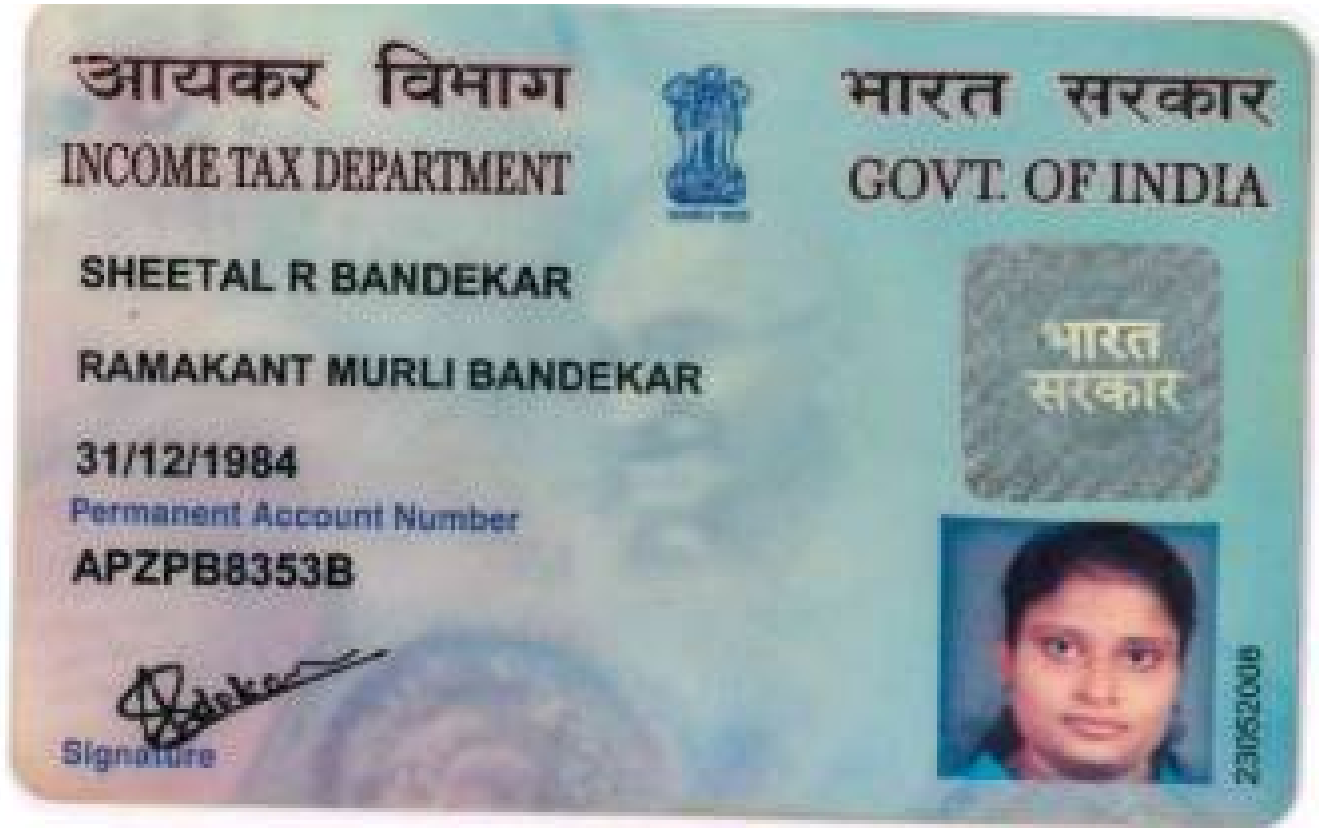 आयकर विभाग
INCOME TAX DEPARTMENT
भारत सरकार
GOVT. OF INDIA
SHEETAL R BANDEKAR
RAMAKANT MURLI BANDEKAR
31/12/1984
Permanent Account Number
APZPB8353B
Signature
भारत
सरकार
23052008